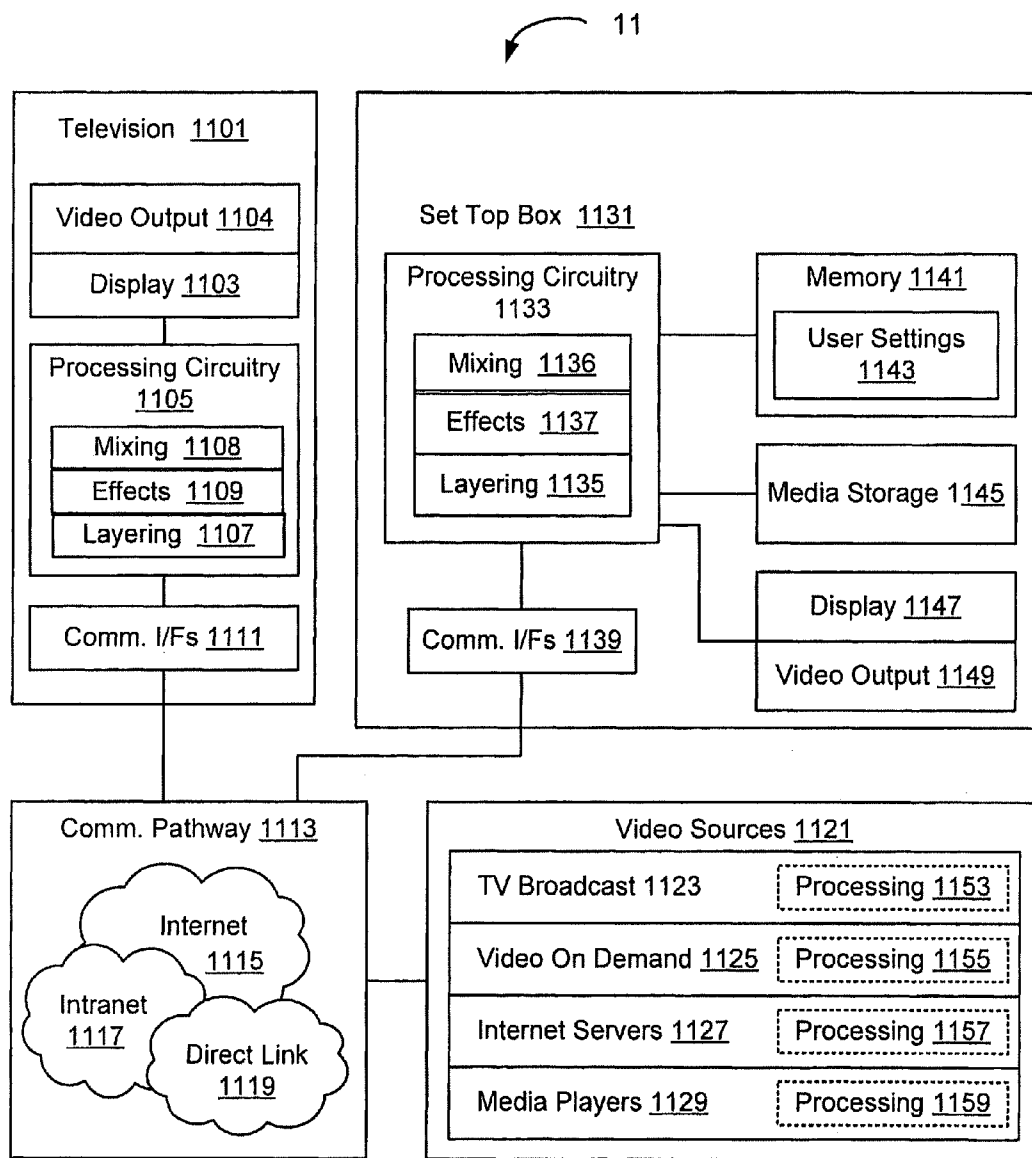 11
Television 1101
Video Output 1104
Display 1103
Processing Circuitry
1105
Mixing 1108
Effects 1109
Layering 1107
Comm. I/Fs 1111
Set Top Box 1131
Processing Circuitry
1133
Mixing 1136
Effects 1137
Layering 1135
Comm. I/Fs 1139
Memory 1141
User Settings
1143
Media Storage 1145
Display 1147
Video Output 1149
Comm. Pathway 1113
Internet
1115
Intranet
1117
Direct Link
1119
Video Sources 1121
TV Broadcast 1123
Processing 1153
Video On Demand 1125
Processing 1155
Internet Servers 1127
Processing 1157
Media Players 1129
Processing 1159